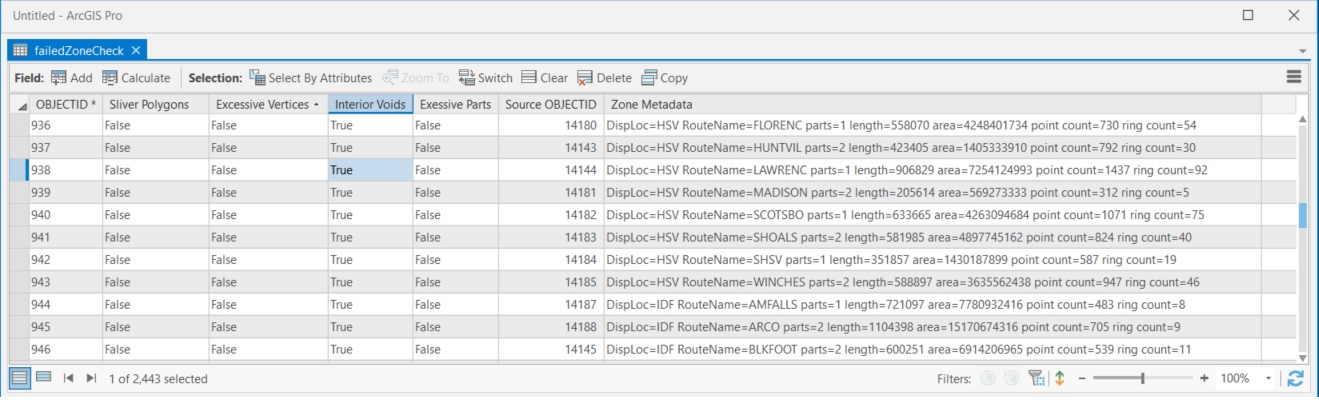 Untitled - ArcGIS Pro
failedZoneCheck
Field: Add Calculate Selection: Select By Attributes Zoom To Switch Clear Delete Copy
OBJECTID * Sliver Polygons Excessive Vertices Interior Voids Exessive Parts Source OBJECTID Zone Metadata
936 False False True False 14180 DispLoc=HSV RouteName=FLORENC parts=1 length=558070 area=4248401734 point count=730 ring count=54
937 False False True False 14143 DispLoc=HSV RouteName=HUNTVIL parts=2 length=423405 area=1405333910 point count=792 ring count=30
938 False False True False 14144 DispLoc=HSV RouteName=LAWRENC parts=1 length=906829 area=7254124993 point count=1437 ring count=92
939 False False True False 14181 DispLoc=HSV RouteName=MADISON parts=2 length=205614 area=569273333 point count=312 ring count=5
940 False False True False 14182 DispLoc=HSV RouteName=SCOTSBO parts=1 length=633665 area=4263094684 point count=1071 ring count=75
941 False False True False 14183 DispLoc=HSV RouteName=SHOALS parts=2 length=581985 area=4897745162 point count=824 ring count=40
942 False False True False 14184 DispLoc=HSV RouteName=SHSV parts=1 length=351857 area=1430187899 point count=587 ring count=19
943 False False True False 14185 DispLoc=HSV RouteName=WINCHES parts=2 length=588897 area=3635562438 point count=947 ring count=46
944 False False True False 14187 DispLoc=IDF RouteName=AMFALLS parts=1 length=721097 area=7780932416 point count=483 ring count=8
945 False False True False 14188 DispLoc=IDF RouteName=ARCO parts=2 length=1104398 area=15170674316 point count=705 ring count=9
946 False False True False 14145 DispLoc=IDF RouteName=BLKFOOT parts=2 length=600251 area=6914206965 point count=539 ring count=11
1 of 2,443 selected Filters: - + 100%